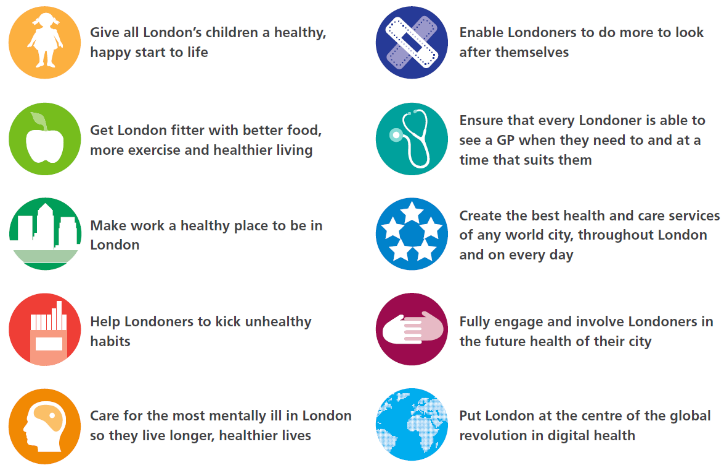 Give all London's children a healthy,
happy start to life
Get London fitter with better food,
more exercise and healthier living
Make work a healthy place to be in
London
Help Londoners to kick unhealthy
habits
Care for the most mentally ill in London
so they live longer, healthier lives
Enable Londoners to do more to look
after themselves
Ensure that every Londoner is able to
see a GP when they need to and at a
time that suits them
Create the best health and care services
of any world city, throughout London
and on every day
Fully engage and involve Londoners in
the future health of their city
Put London at the centre of the global
revolution in digital health